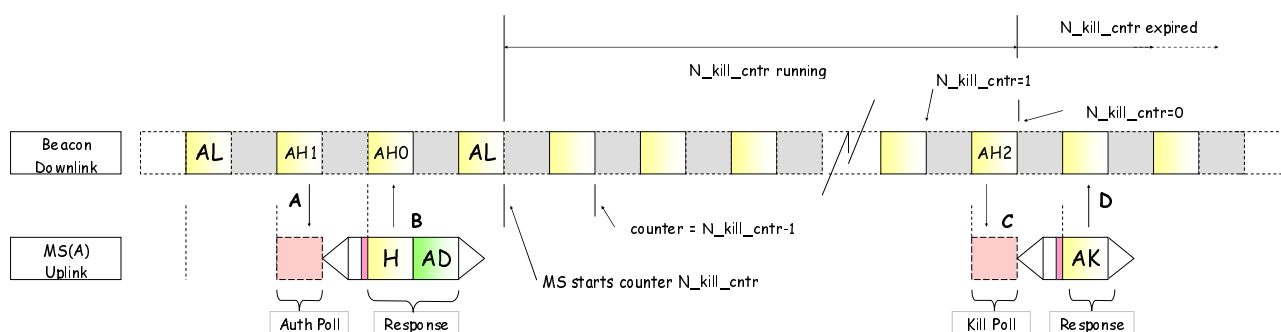 N_kill_cntr expired
N_kill_cntr running
N_kill_cntr=1
N_kill_cntr=0
Beacon
Downlink
AL
AH1
AH0
AL
AH2
A
B
C
D
counter = N_kill_cntr-1
MS(A)
Uplink
H
AD
AK
MS starts counter N_kill_cntr
Auth Poll
Response
Kill Poll
Response